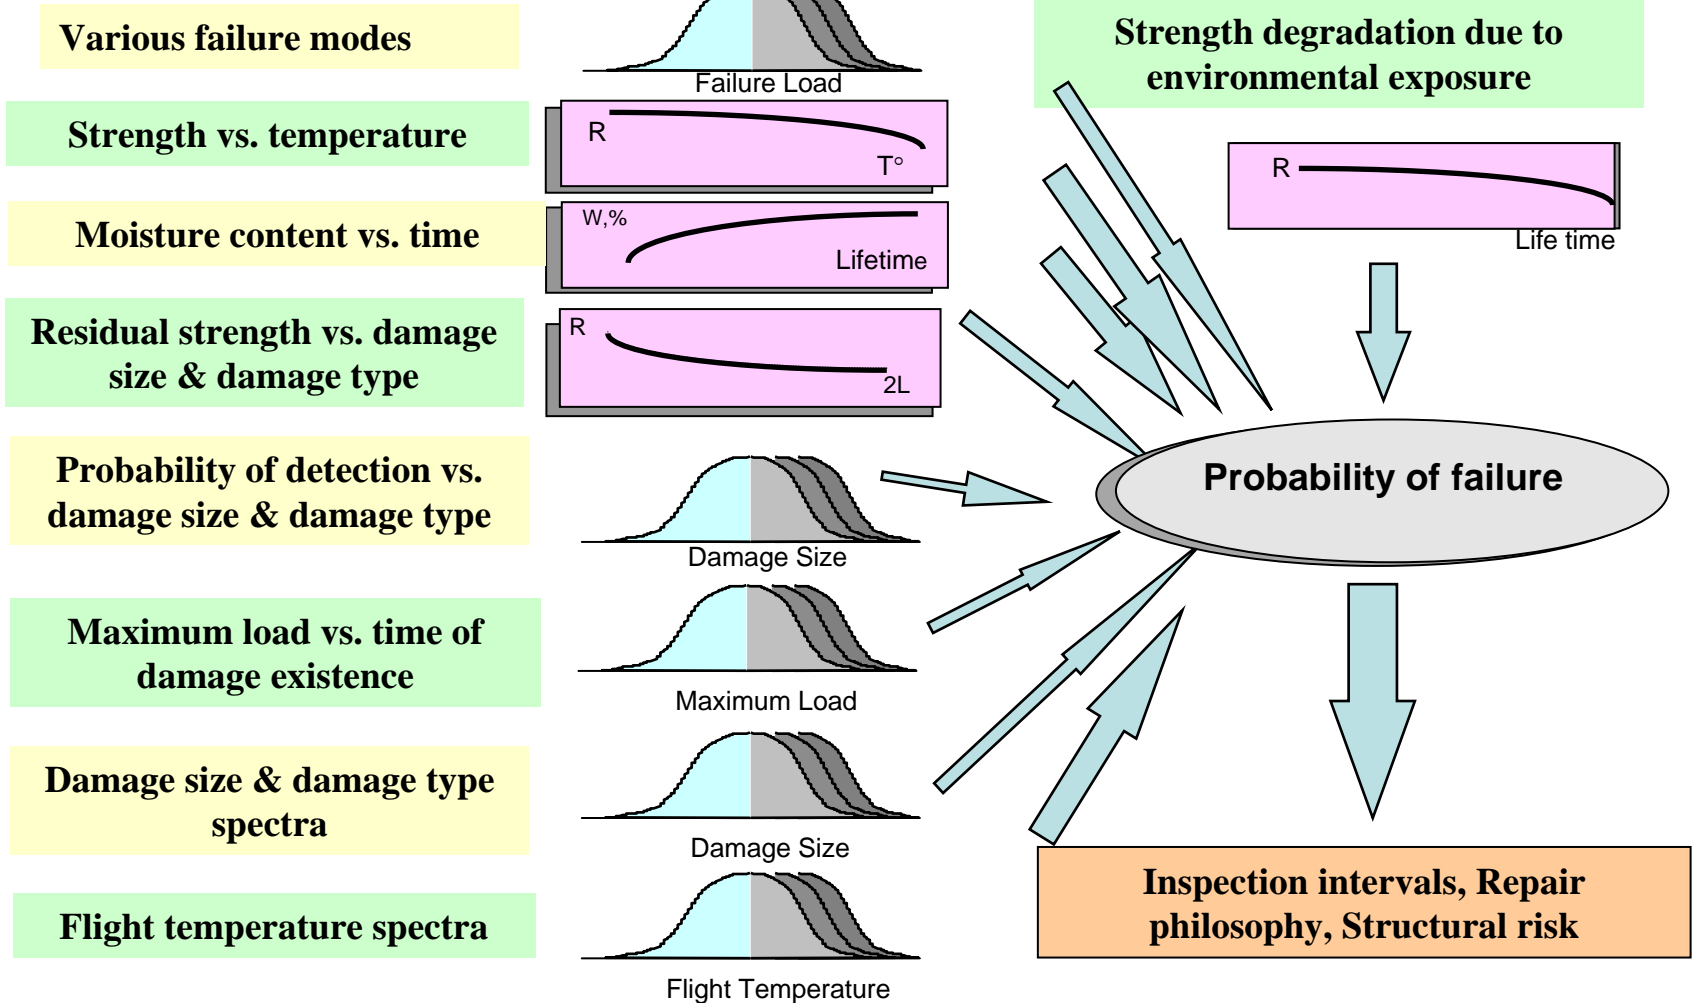 Various failure modes
Failure Load
Strength degradation due to
environmental exposure
Strength vs. temperature
R
T°
R
Life time
Moisture content vs. time
W,%
Lifetime
Residual strength vs. damage
size & damage type
R
2L
Probability of detection vs.
damage size & damage type
Damage Size
Probability of failure
Maximum load vs. time of
damage existence
Maximum Load
Damage size & damage type
spectra
Damage Size
Flight temperature spectra
Flight Temperature
Inspection intervals, Repair
philosophy, Structural risk